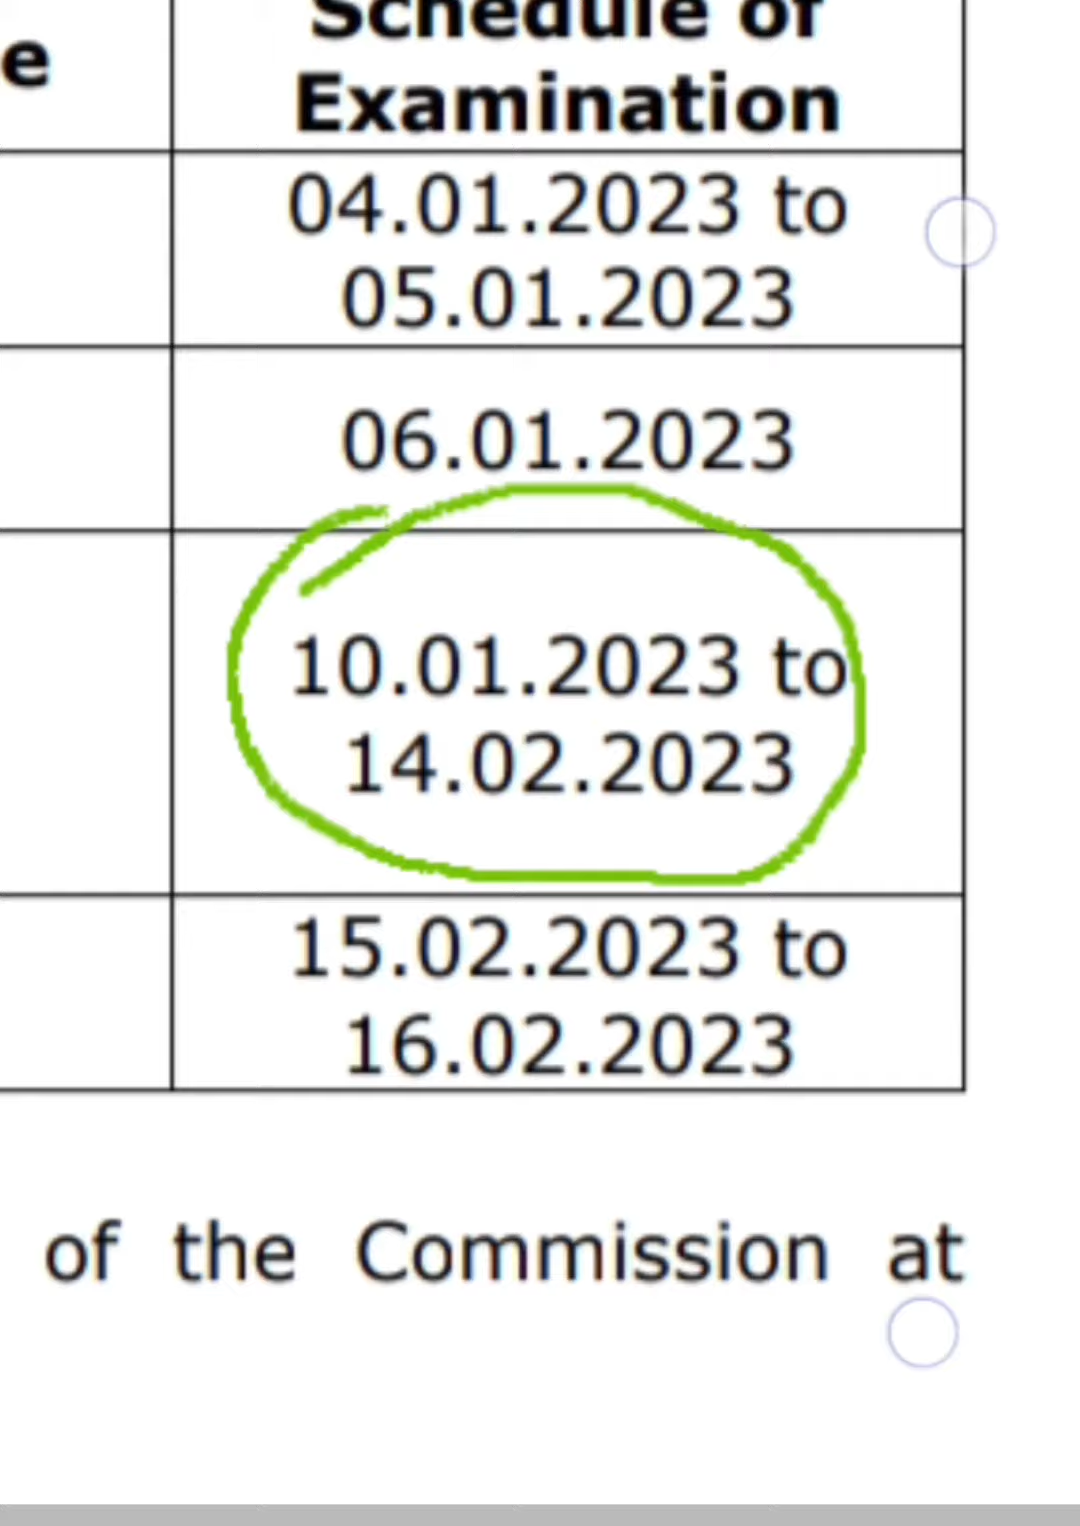 Schedule of
e
Examination
04.01.2023 to
05.01.2023
06.01.2023
10.01.2023 to
14.02.2023
15.02.2023 to
16.02.2023
of the Commission at